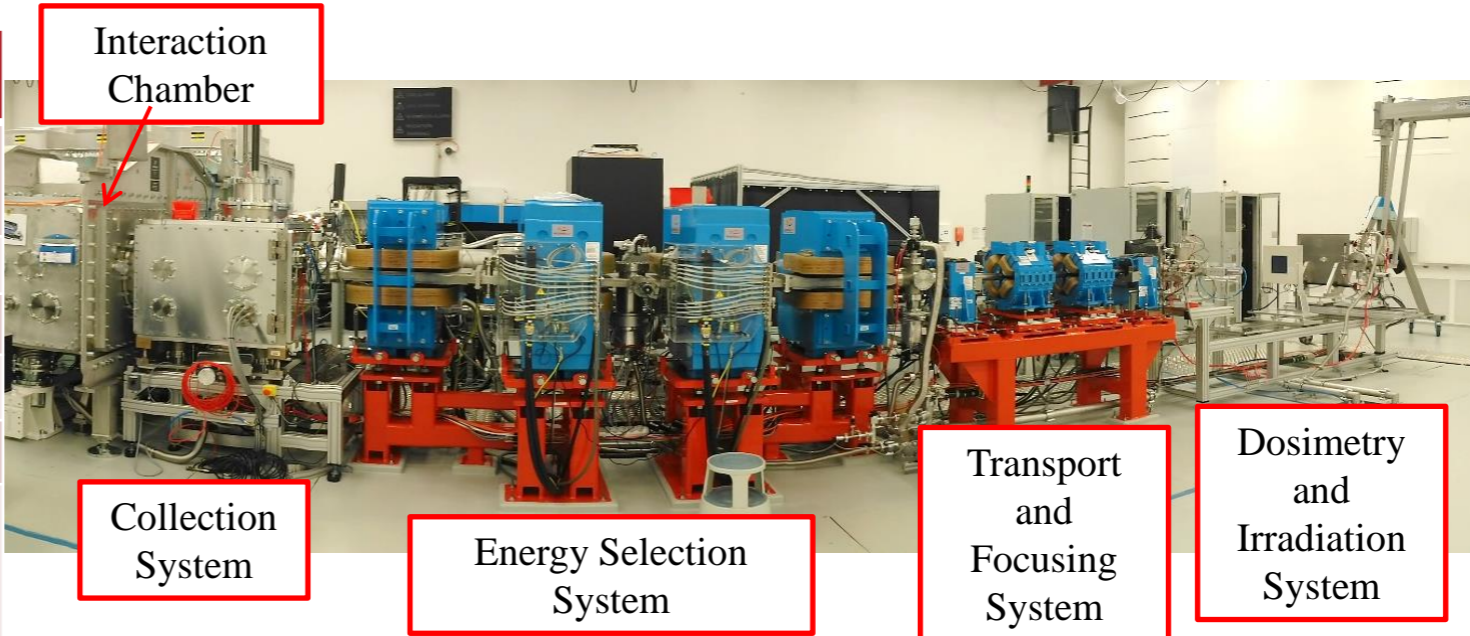 Interaction
Chamber
Collection
System
Energy Selection
System
Transport
and
Focusing
System
Dosimetry
and
Irradiation
System